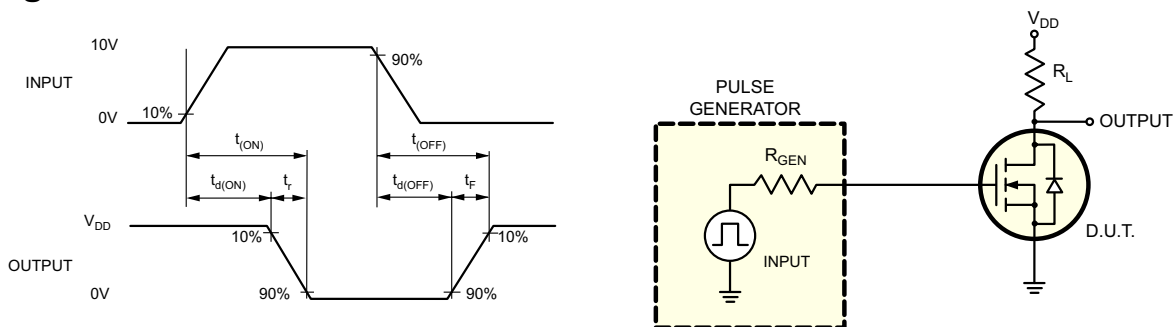 10V
INPUT
0V
10%
90%
t(ON)
t(OFF)
td(ON)
tr
td(OFF)
tF
VDD
10%
10%
OUTPUT
0V
90%
90%
VDD
RL
OUTPUT
PULSE
GENERATOR
RGEN
INPUT
D.U.T.